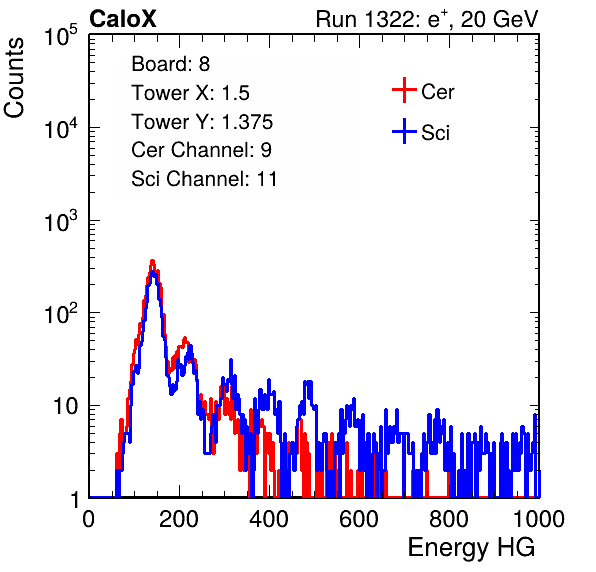 CaloX Run 1322: e⁺, 20 GeV
Board: 8
Tower X: 1.5
Tower Y: 1.375
Cer Channel: 9
Sci Channel: 11
Cer
Sci
Counts
10⁵
10⁴
10³
10²
10
1
0 200 400 600 800 1000
Energy HG